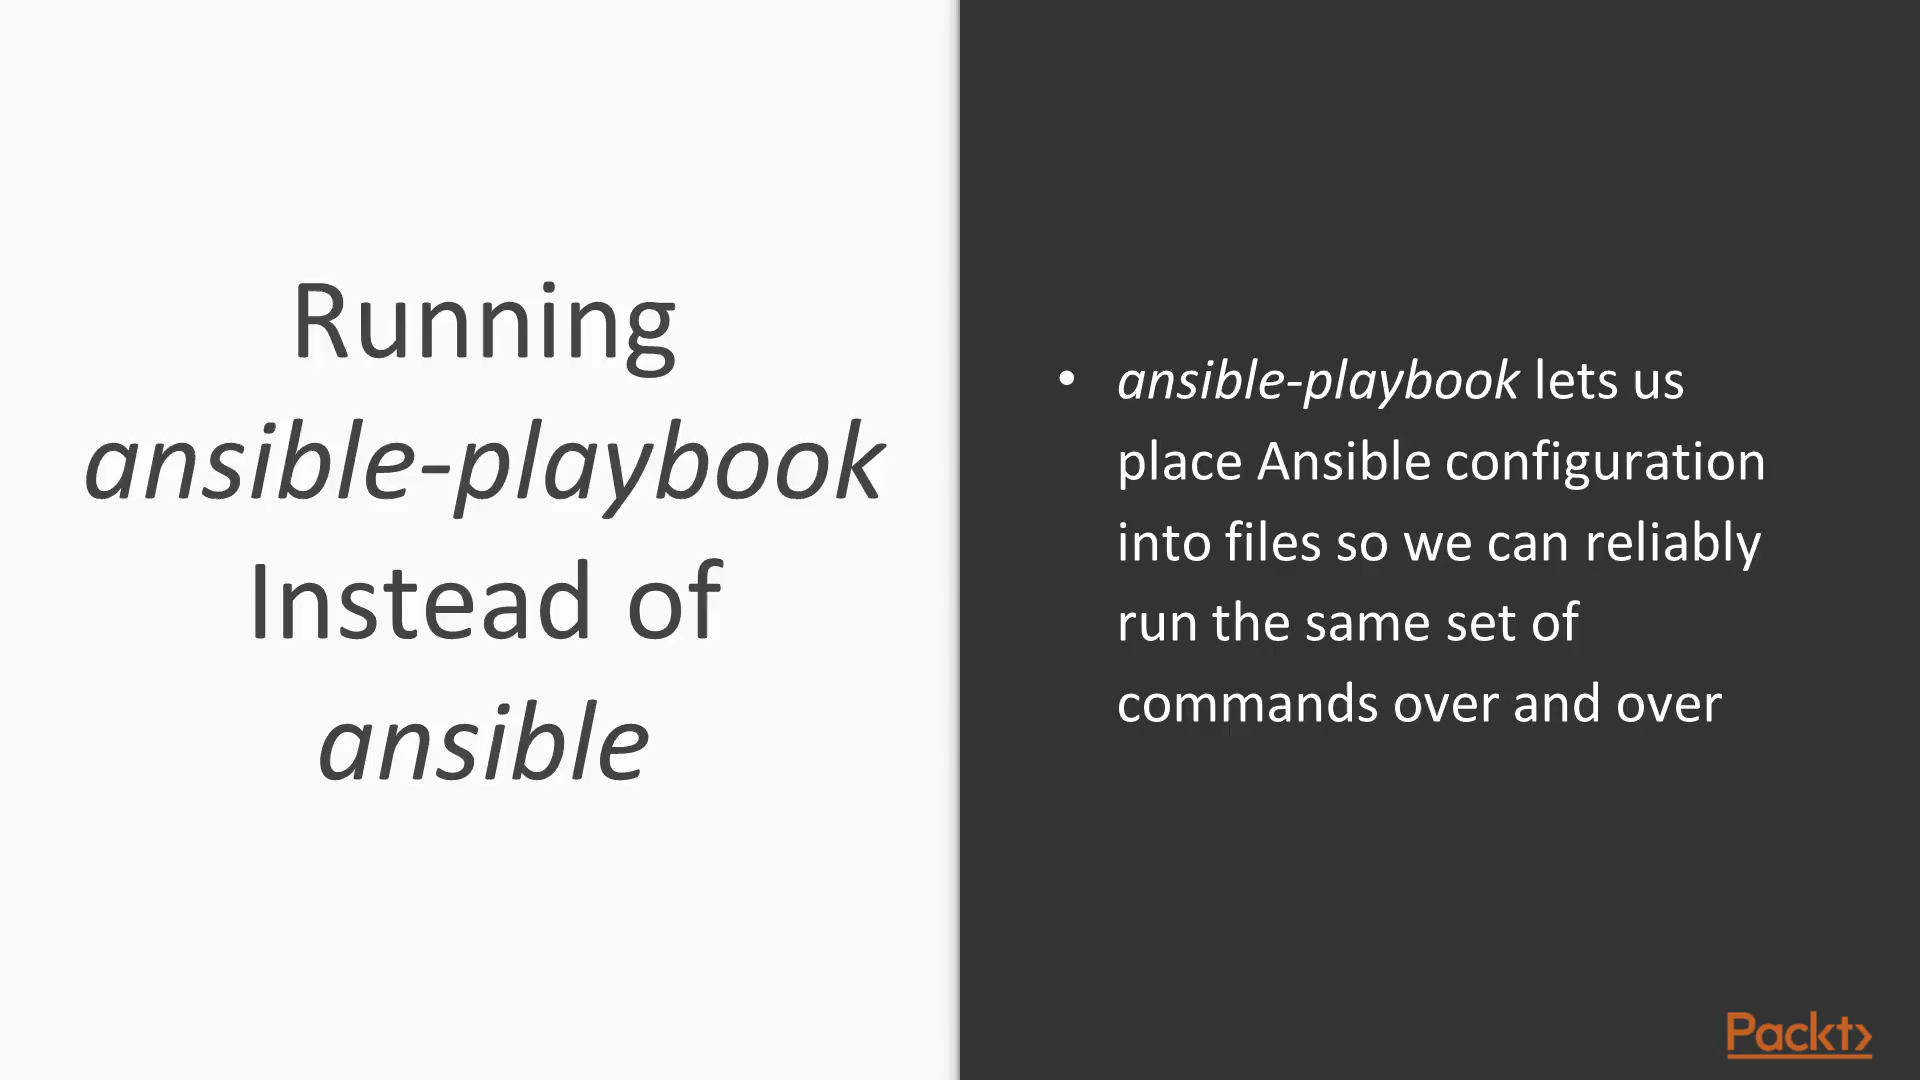 Running
ansible-playbook
Instead of
ansible
• ansible-playbook lets us
place Ansible configuration
into files so we can reliably
run the same set of
commands over and over
Packt>